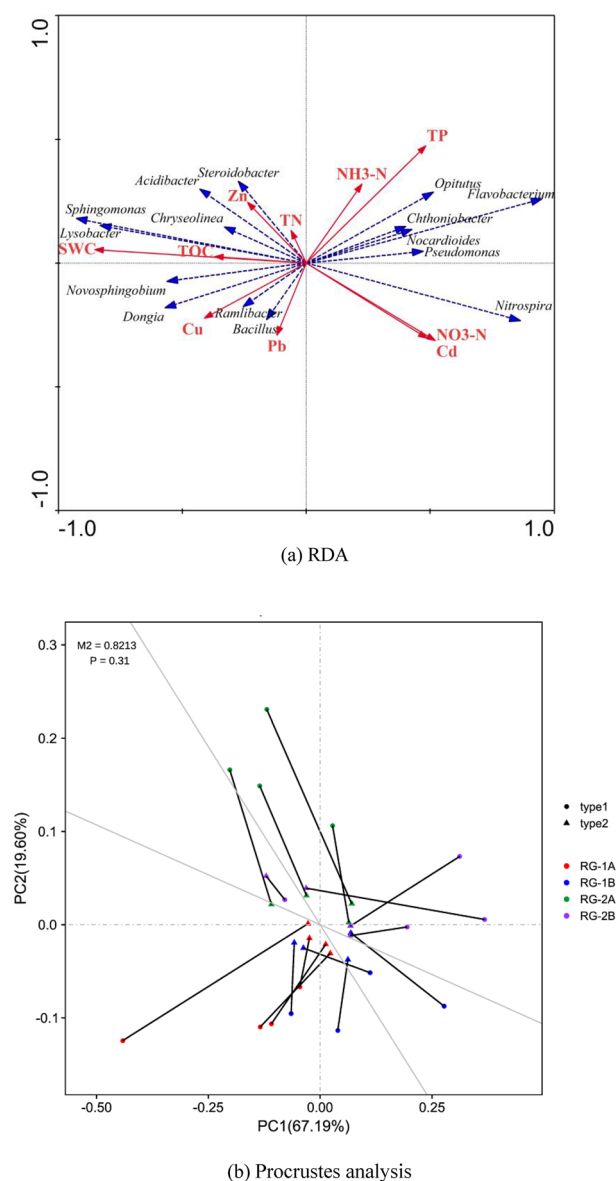 1.0
TP
NH3-N
Steroidobacter
Acidibacter
Zn
Opitutus
Flavobacterium
Sphingomonas
Chryseolinea
TN
Chthoniobacter
Lysobacter
Nocardioides
SWC
TOC
Pseudomonas
Novosphingobium
Nitrospira
Dongia
Ramlibacter
Cu
Bacillus
NO3-N
Pb
Cd
-1.0
-1.0
1.0
(a) RDA
M2 = 0.8213
P = 0.31
0.3
0.2
0.1
0.0
-0.1
PC2(19.60%)
-0.50
-0.25
0.00
0.25
PC1(67.19%)
type1
type2
RG-1A
RG-1B
RG-2A
RG-2B
(b) Procrustes analysis